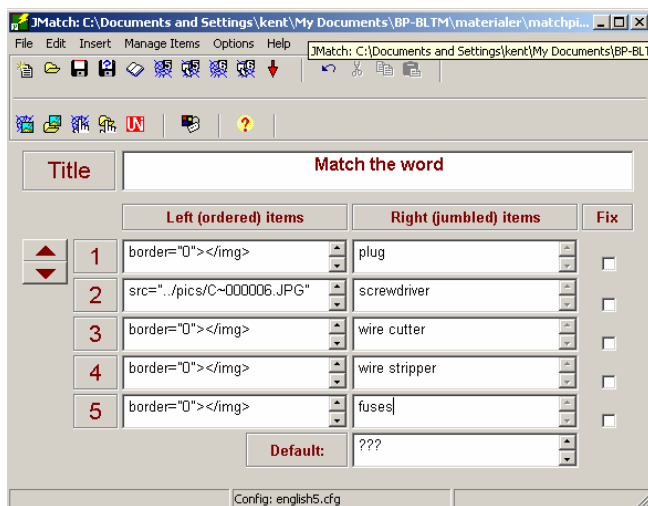 JMatch: C:\Documents and Settings\kent\My Documents\BP-BLTM\materialer\matchpi...
File Edit Insert Manage Items Options Help
JMatch: C:\Documents and Settings\kent\My Documents\BP-BLT
Title
Match the word
Left (ordered) items Right (jumbled) items Fix
1 border="0"></img> plug
2 src="../pics/C~000006.JPG" screwdriver
3 border="0"></img> wire cutter
4 border="0"></img> wire stripper
5 border="0"></img> fuses
Default: ???
Config: english5.cfg